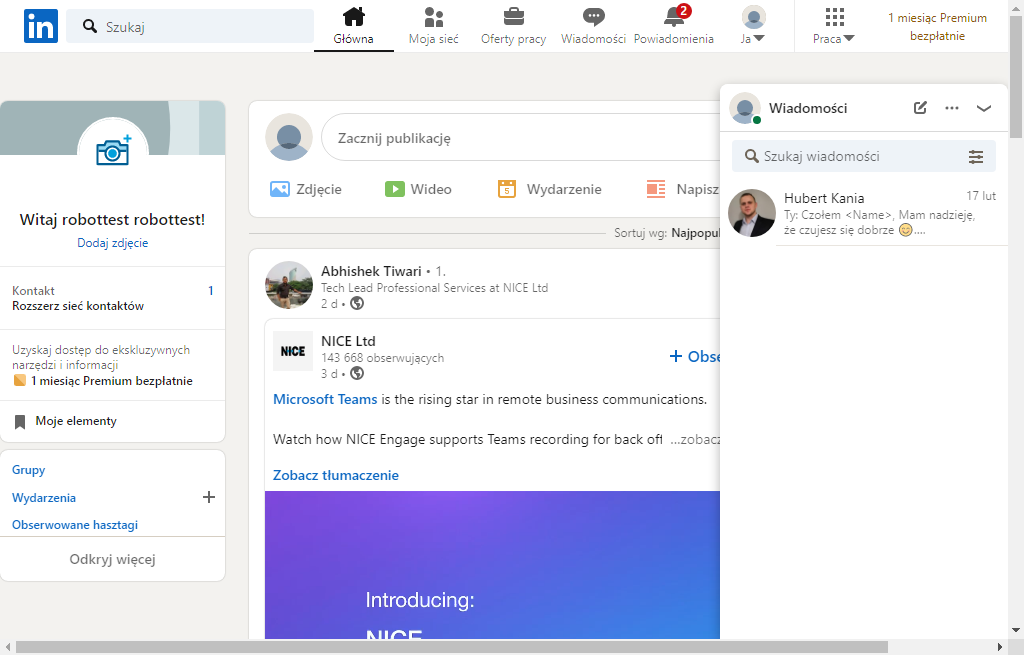 in
Szukaj
Główna
Moja sieć
Oferty pracy
Wiadomości
2
Powiadomienia
Ja
Praca
1 miesiąc Premium
bezpłatnie
Witaj robottest robottest!
Dodaj zdjęcie
Kontakt 1
Rozszerz sieć kontaktów
Uzyskaj dostęp do ekskluzywnych
narzędzi i informacji
1 miesiąc Premium bezpłatnie
Moje elementy
Grupy
Wydarzenia
Obserwowane hasztagi
Odkryj więcej
Zacznij publikację
Zdjęcie
Wideo
5
Wydarzenie
Napisz
Sortuj wg: Najpopul
Abhishek Tiwari • 1.
Tech Lead Professional Services at NICE Ltd
2 d •
NICE
NICE Ltd
143 668 obserwujących
3 d •
+ Obse
Microsoft Teams is the rising star in remote business communications.
Watch how NICE Engage supports Teams recording for back off ...zobacz
Zobacz tłumaczenie
Introducing:
NICE
Wiadomości
Szukaj wiadomości
Hubert Kania 17 lut
Ty: Czołem <Name>, Mam nadzieję,
że czujesz się dobrze 😊....